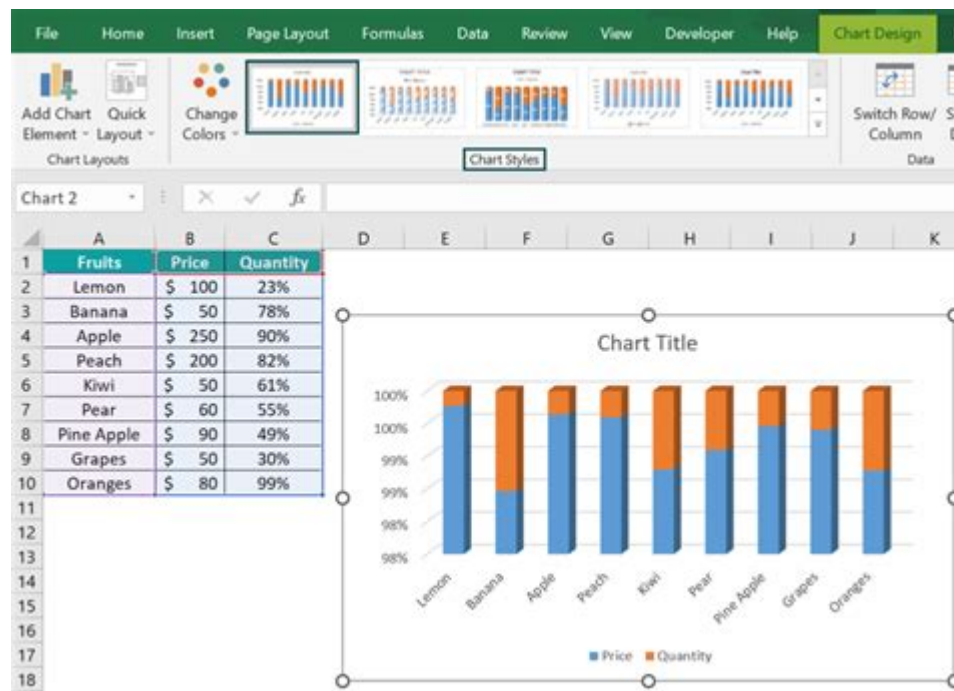 File Home Insert Page Layout Formulas Data Review View Developer Help Chart Design
Add Chart Element Quick Layout Change Colors Switch Row/ Column
Chart Layouts Chart Styles Data
Chart 2 fx
A B C D E F G H I J K
1 Fruits Price Quantity
2 Lemon $ 100 23%
3 Banana $ 50 78%
4 Apple $ 250 90%
5 Peach $ 200 82%
6 Kiwi $ 50 61%
7 Pear $ 60 55%
8 Pine Apple $ 90 49%
9 Grapes $ 50 30%
10 Oranges $ 80 99%
11
12
13
14
15
16
17
18
Chart Title
100%
100%
99%
99%
98%
98%
Lemon Banana Apple Peach Kiwi Pear Pine Apple Grapes Oranges
Price Quantity